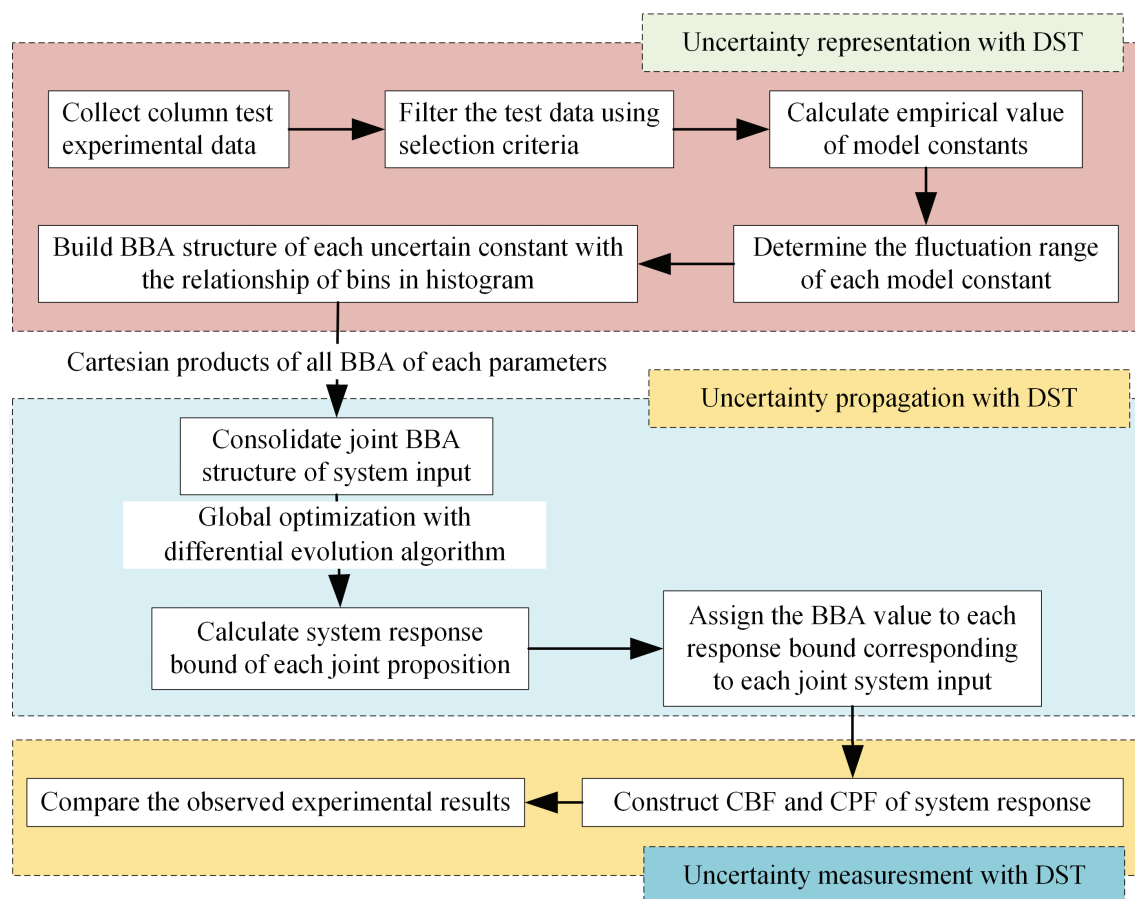 Uncertainty representation with DST
Collect column test
experimental data
Filter the test data using
selection criteria
Calculate empirical value
of model constants
Determine the fluctuation range
of each model constant
Build BBA structure of each uncertain constant with
the relationship of bins in histogram
Cartesian products of all BBA of each parameters
Uncertainty propagation with DST
Consolidate joint BBA
structure of system input
Global optimization with
differential evolution algorithm
Calculate system response
bound of each joint proposition
Assign the BBA value to each
response bound corresponding
to each joint system input
Construct CBF and CPF of system response
Compare the observed experimental results
Uncertainty measuresment with DST